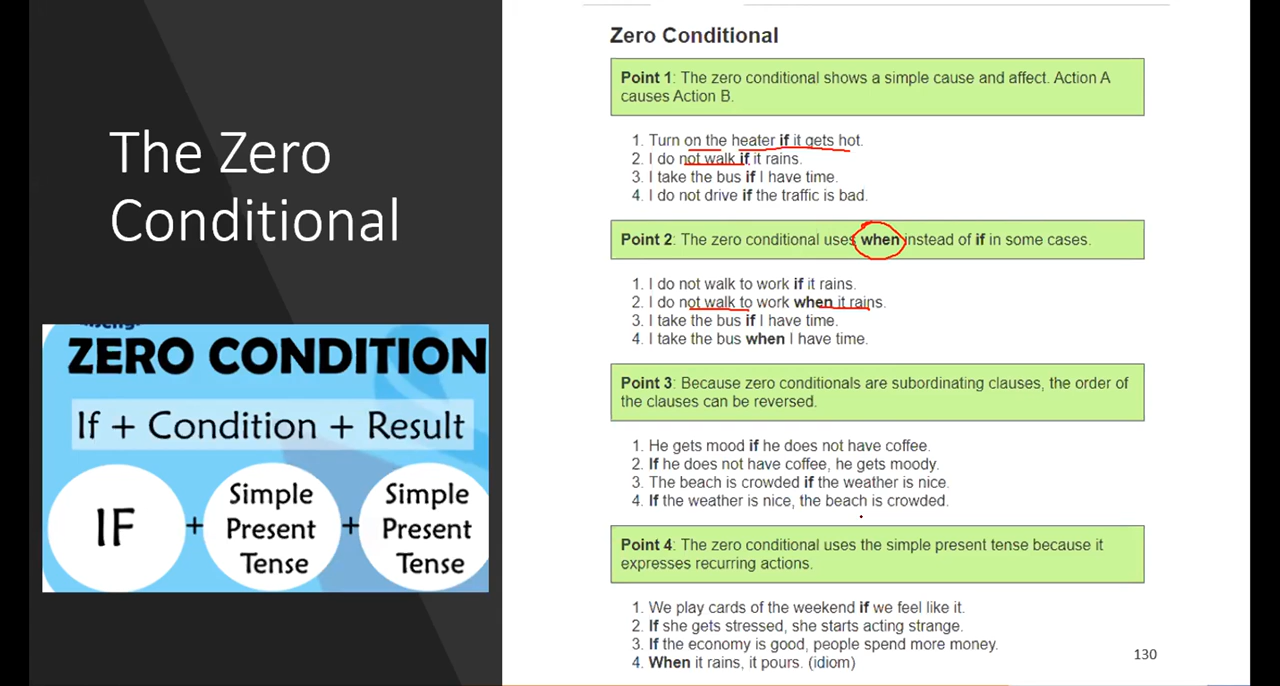 The Zero
Conditional
ZERO CONDITION
If + Condition + Result
IF + Simple Present Tense + Simple Present Tense
Zero Conditional
Point 1: The zero conditional shows a simple cause and affect. Action A
causes Action B.
1. Turn on the heater if it gets hot.
2. I do not walk if it rains.
3. I take the bus if I have time.
4. I do not drive if the traffic is bad.
Point 2: The zero conditional uses when instead of if in some cases.
1. I do not walk to work if it rains.
2. I do not walk to work when it rains.
3. I take the bus if I have time.
4. I take the bus when I have time.
Point 3: Because zero conditionals are subordinating clauses, the order of
the clauses can be reversed.
1. He gets mood if he does not have coffee.
2. If he does not have coffee, he gets moody.
3. The beach is crowded if the weather is nice.
4. If the weather is nice, the beach is crowded.
Point 4: The zero conditional uses the simple present tense because it
expresses recurring actions.
1. We play cards of the weekend if we feel like it.
2. If she gets stressed, she starts acting strange.
3. If the economy is good, people spend more money.
4. When it rains, it pours. (idiom)
130